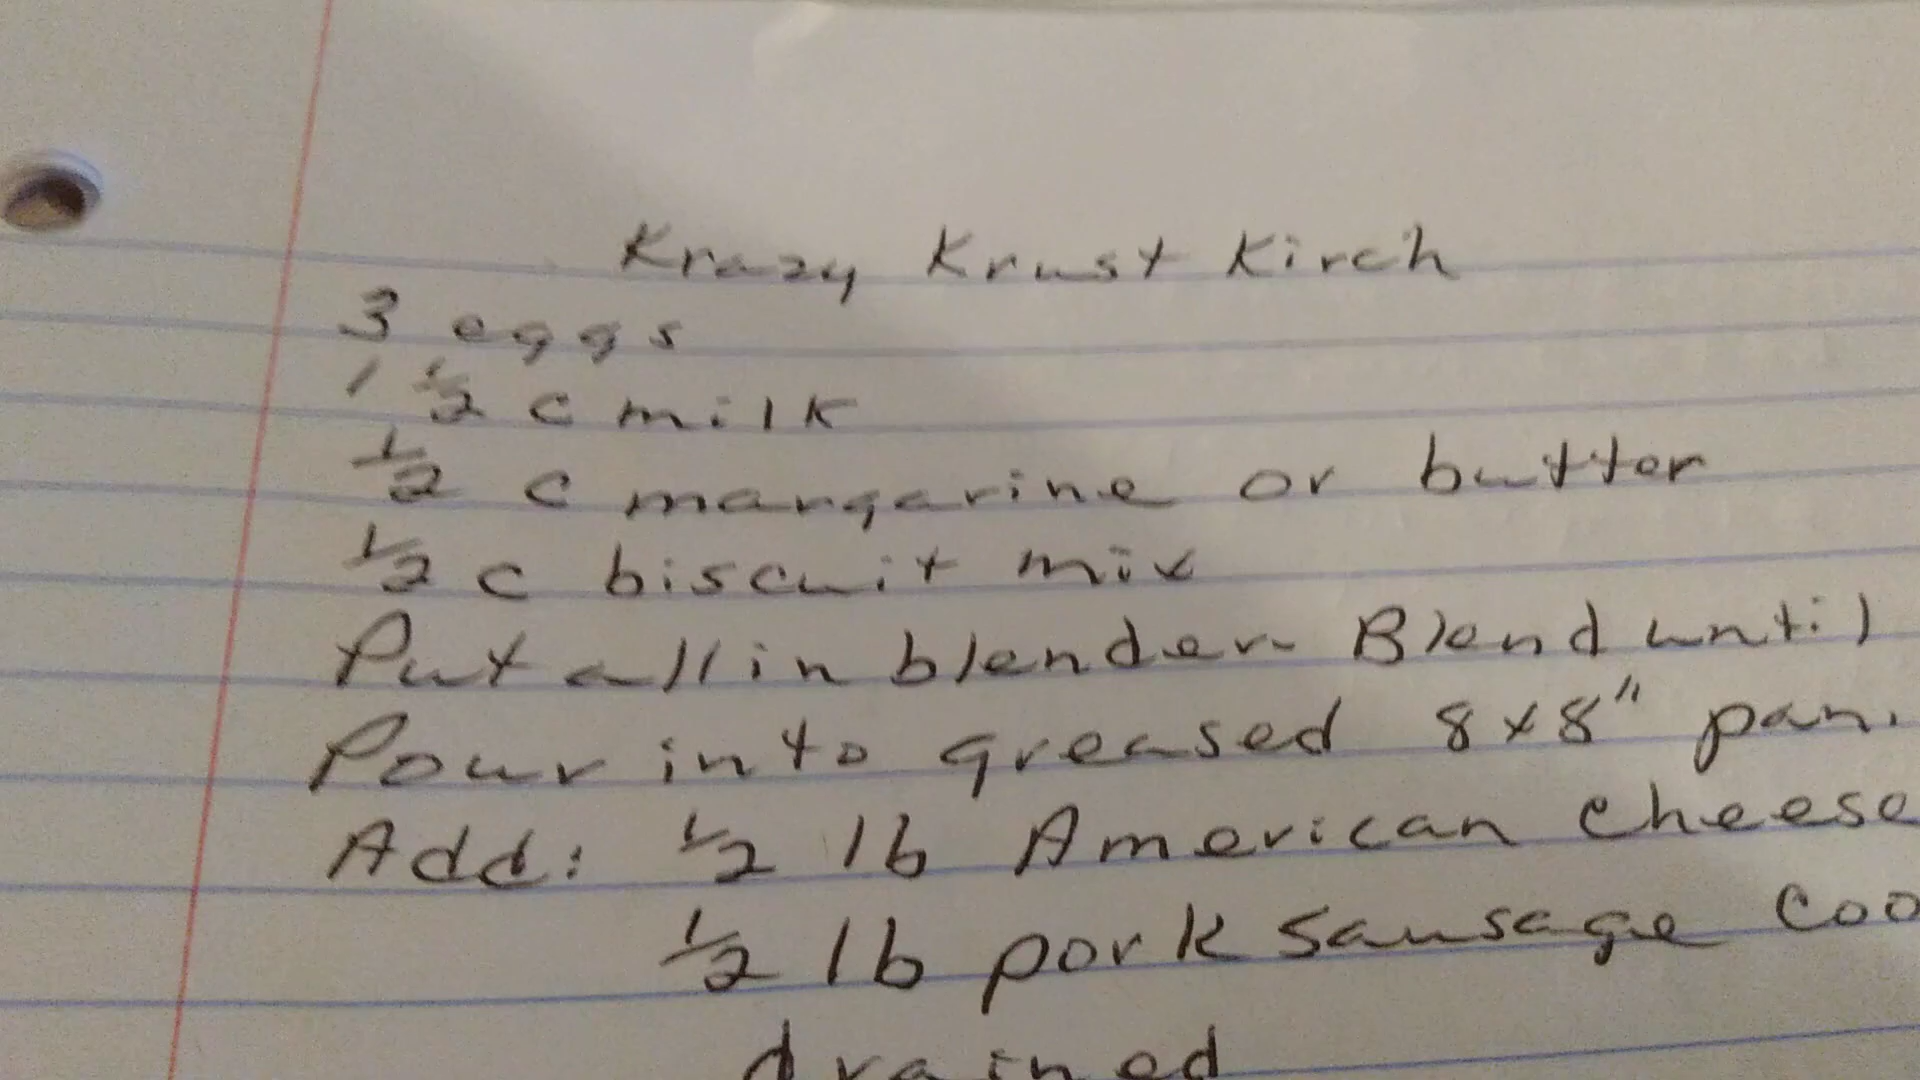 Krazy Krust Kirch
3 eggs
1 1/2 c milk
1/2 c margarine or butter
1/2 c biscuit mix
Put all in blender Blend until
Pour into greased 8x8" pan.
Add: 1/2 lb American cheese
1/2 lb pork sausage coo
drained